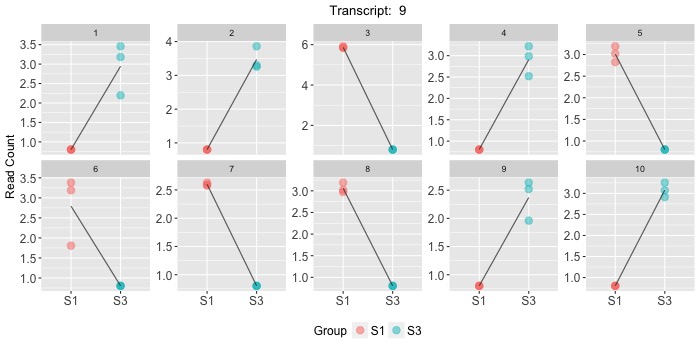 Transcript: 9
1 2 3 4 5
3.5 4 6 3.0 3.0
3.0 3 4 2.5 2.5
2.5 2 2 2.0 2.0
2.0 1 1.5 1.5
1.5 1.0 1.0
1.0
Read Count
6 7 8 9 10
3.5 2.5 3.0 2.5 3.0
3.0 2.0 2.5 2.0 2.5
2.5 1.5 2.0 1.5 2.0
2.0 1.0 1.5 1.0 1.5
1.5 1.0 1.0
1.0
S1 S3 S1 S3 S1 S3 S1 S3 S1 S3
Group S1 S3